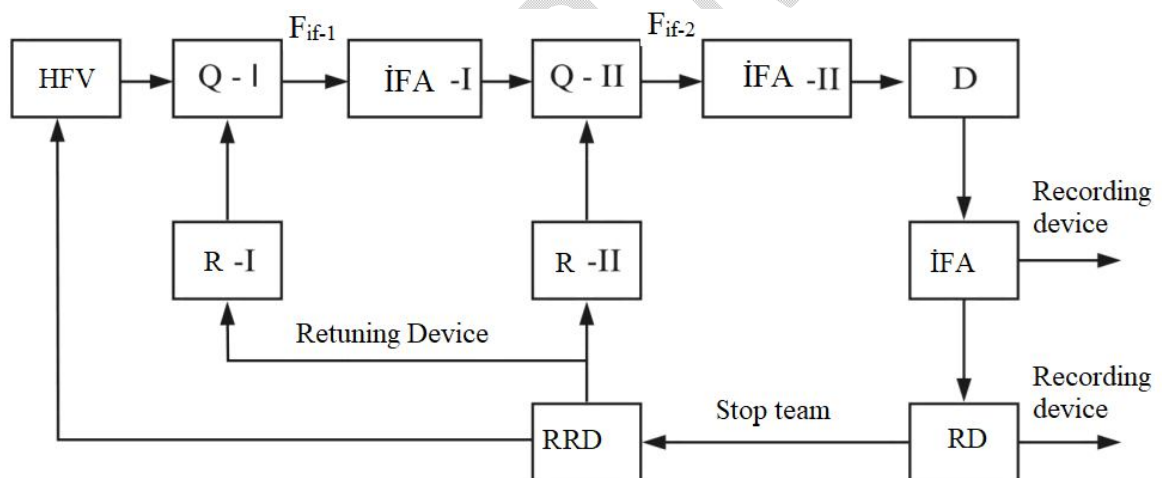 Fif-1
Fif-2
HFV
Q - I
İFA -I
Q - II
İFA -II
D
Recording
device
R -I
R -II
İFA
Retuning Device
Recording
device
Stop team
RRD
RD